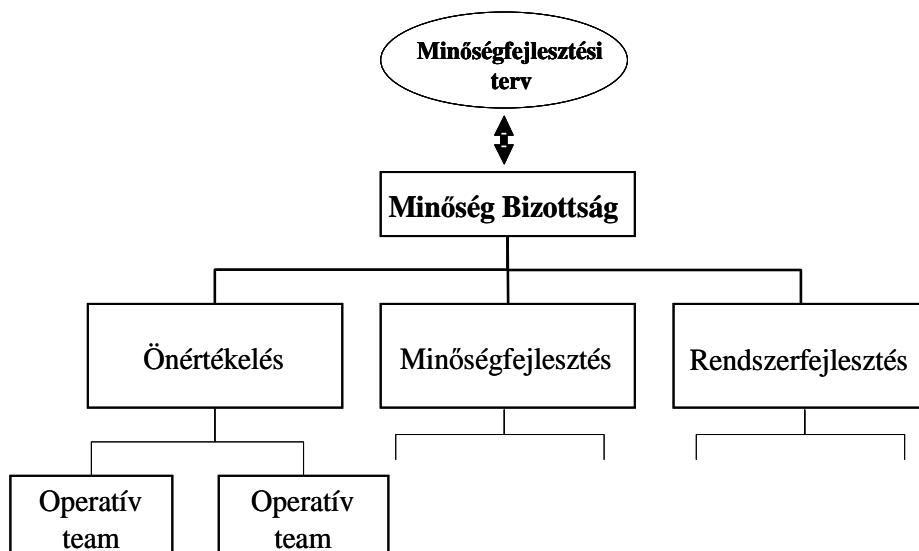 Minőségfejlesztési
terv
Minőség Bizottság
Önértékelés
Minőségfejlesztés
Rendszerfejlesztés
Operatív
team
Operatív
team